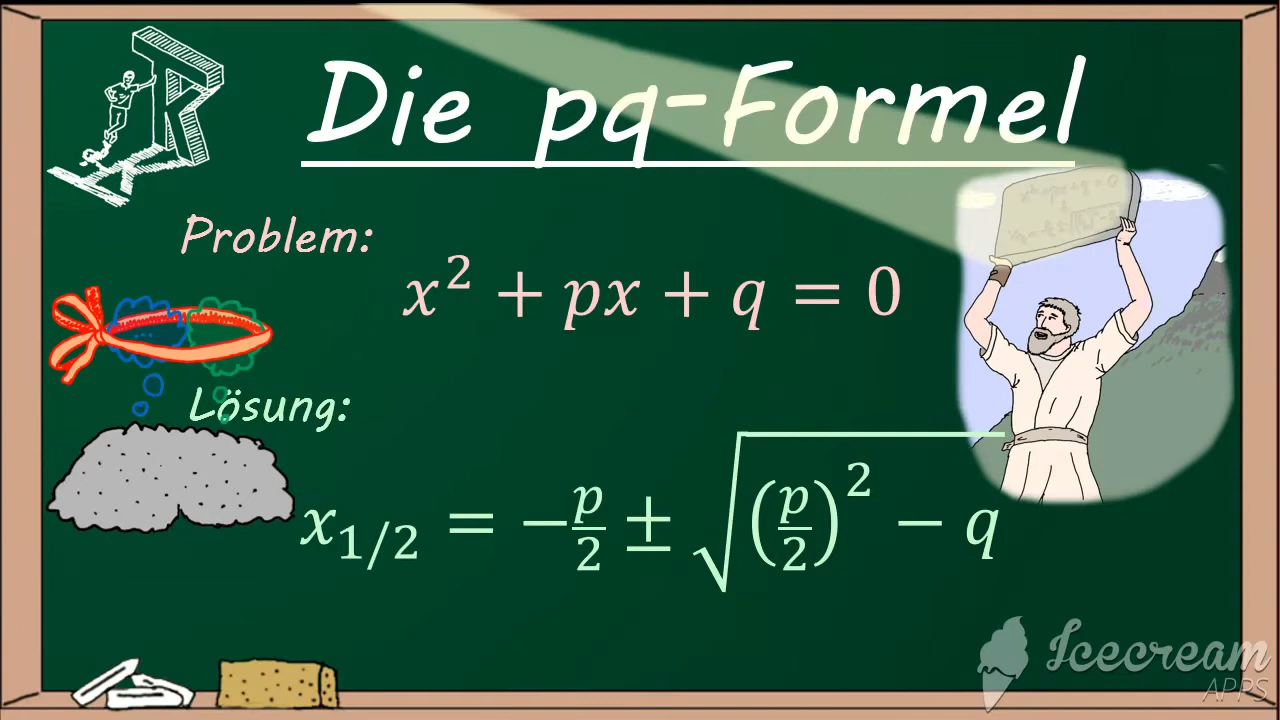 Die pq-Formel
Problem:
x² + px + q = 0
Lösung:
x₁/₂ = −p/2 ± √((p/2)² − q)
Icecream
APPS